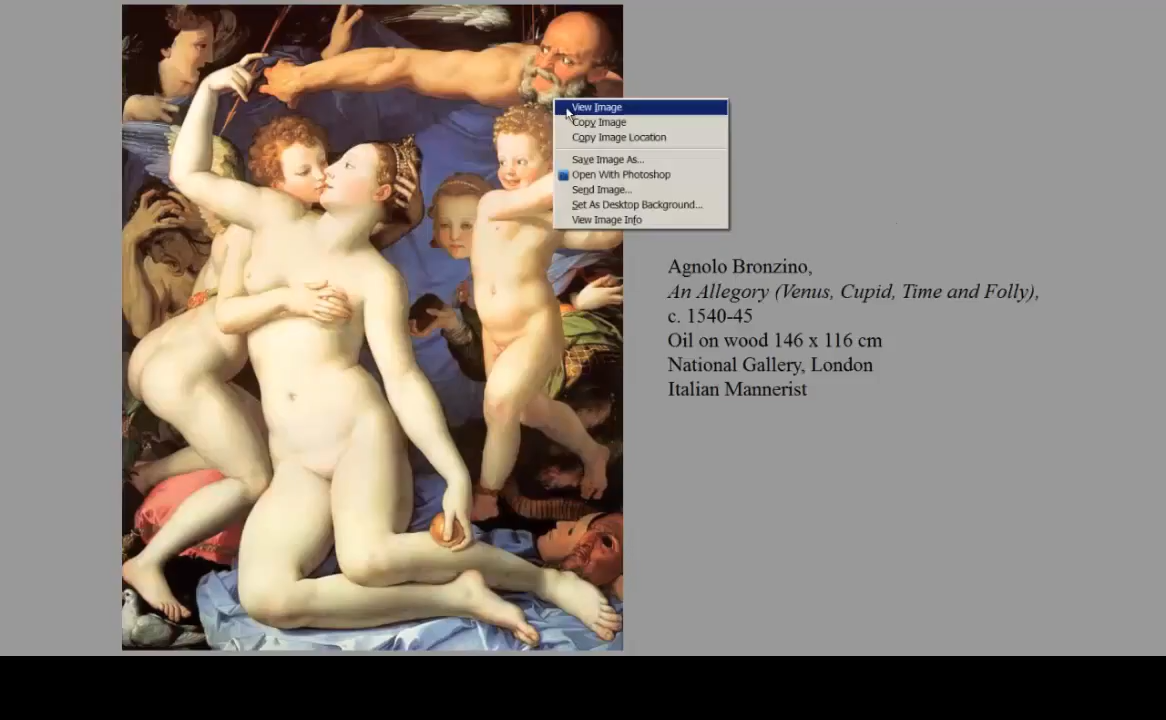 View Image
Copy Image
Copy Image Location
Save Image As...
Open With Photoshop
Send Image...
Set As Desktop Background...
View Image Info
Agnolo Bronzino,
An Allegory (Venus, Cupid, Time and Folly),
c. 1540-45
Oil on wood 146 x 116 cm
National Gallery, London
Italian Mannerist